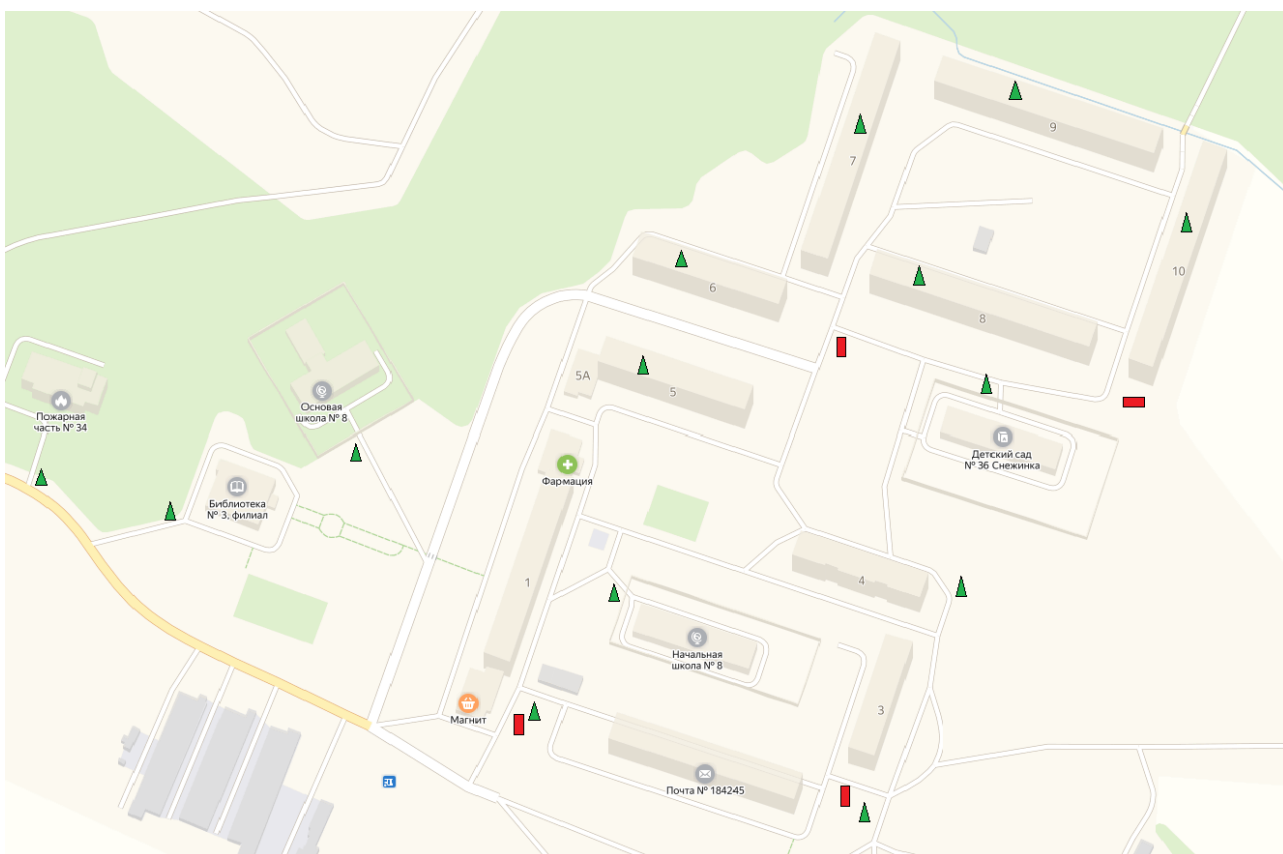 9
7
10
6
8
5А
5
Основая
школа № 8
Пожарная
часть № 34
Детский сад
№ 36 Снежинка
Фармация
Библиотека
№ 3, филиал
1
4
Начальная
школа № 8
Магнит
3
Почта № 184245